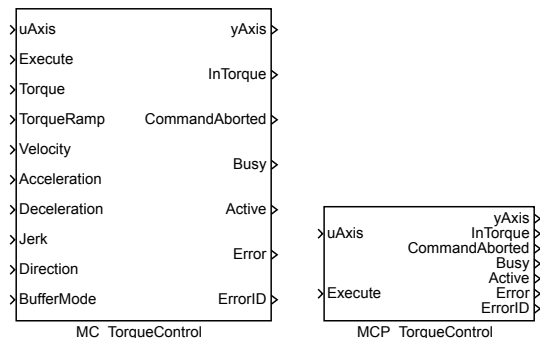 uAxis
Execute
Torque
TorqueRamp
Velocity
Acceleration
Deceleration
Jerk
Direction
BufferMode
yAxis
InTorque
CommandAborted
Busy
Active
Error
ErrorID
MC_TorqueControl
uAxis
Execute
yAxis
InTorque
CommandAborted
Busy
Active
Error
ErrorID
MCP_TorqueControl